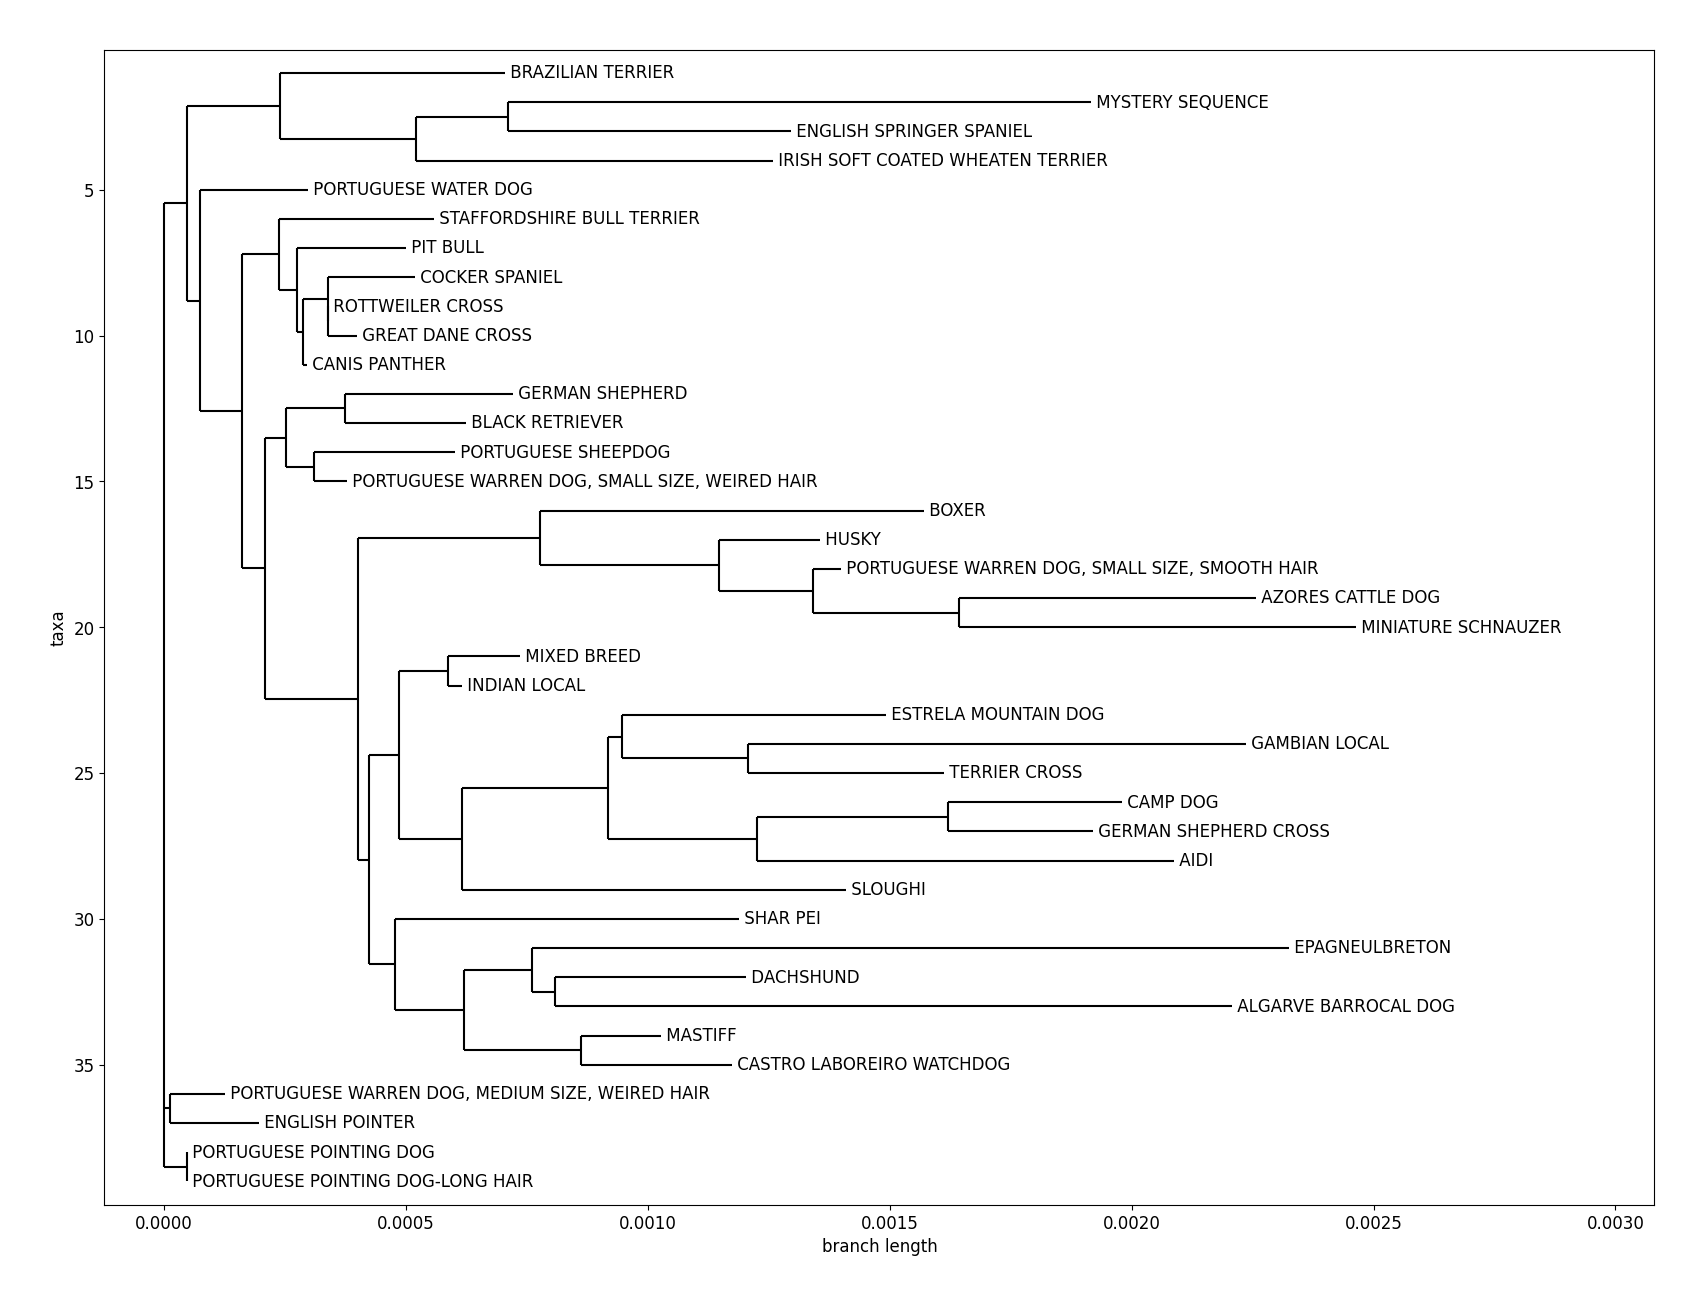 BRAZILIAN TERRIER
MYSTERY SEQUENCE
ENGLISH SPRINGER SPANIEL
IRISH SOFT COATED WHEATEN TERRIER
5 PORTUGUESE WATER DOG
STAFFORDSHIRE BULL TERRIER
PIT BULL
COCKER SPANIEL
ROTTWEILER CROSS
10 GREAT DANE CROSS
CANIS PANTHER
GERMAN SHEPHERD
BLACK RETRIEVER
PORTUGUESE SHEEPDOG
15 PORTUGUESE WARREN DOG, SMALL SIZE, WEIRED HAIR
BOXER
HUSKY
PORTUGUESE WARREN DOG, SMALL SIZE, SMOOTH HAIR
AZORES CATTLE DOG
taxa
20 MINIATURE SCHNAUZER
MIXED BREED
INDIAN LOCAL
ESTRELA MOUNTAIN DOG
GAMBIAN LOCAL
25 TERRIER CROSS
CAMP DOG
GERMAN SHEPHERD CROSS
AIDI
SLOUGHI
30 SHAR PEI
EPAGNEULBRETON
DACHSHUND
ALGARVE BARROCAL DOG
MASTIFF
35 CASTRO LABOREIRO WATCHDOG
PORTUGUESE WARREN DOG, MEDIUM SIZE, WEIRED HAIR
ENGLISH POINTER
PORTUGUESE POINTING DOG
PORTUGUESE POINTING DOG-LONG HAIR
0.0000 0.0005 0.0010 0.0015 0.0020 0.0025 0.0030
branch length